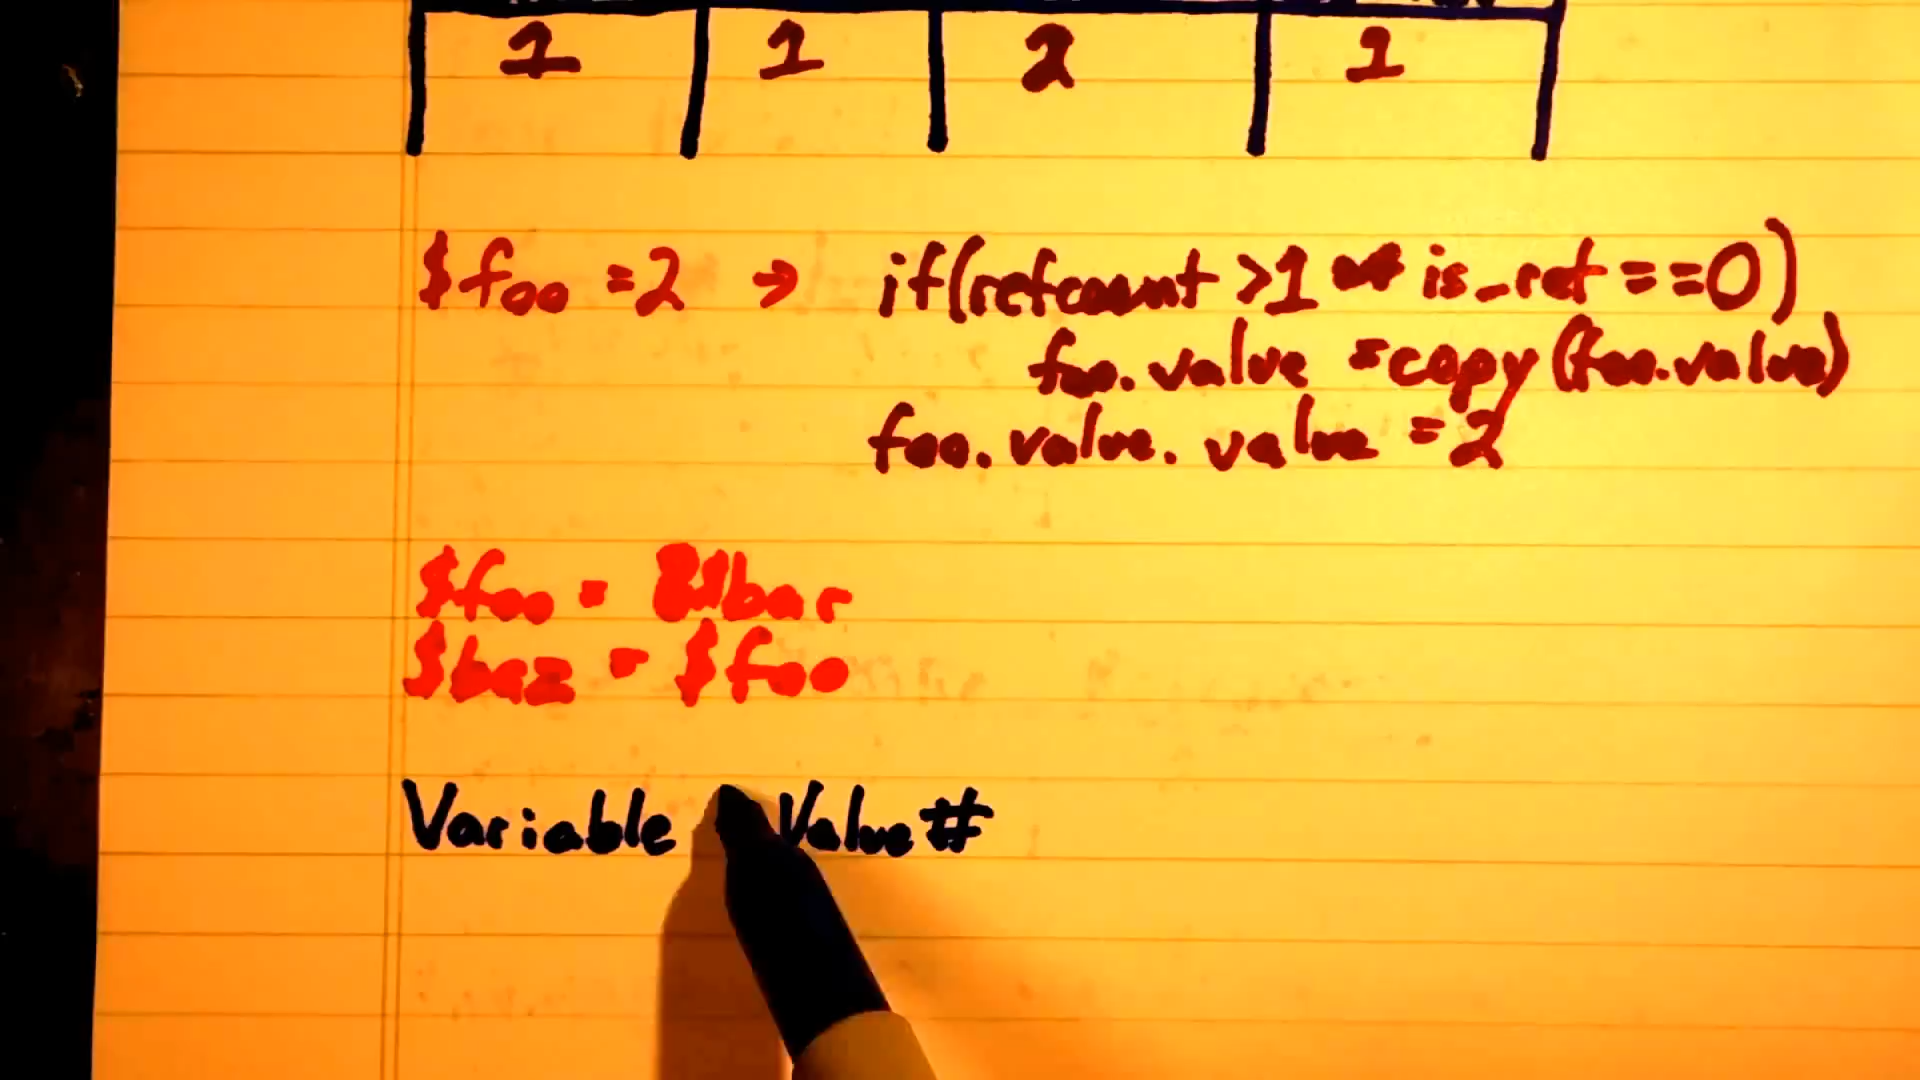 1 1 2 1
$foo = 2 → if(refcount >1 or is_ref == 0)
foo.value = copy(foo.value)
foo.value.value = 2
$foo = &$bar
$baz = $foo
Variable Value#